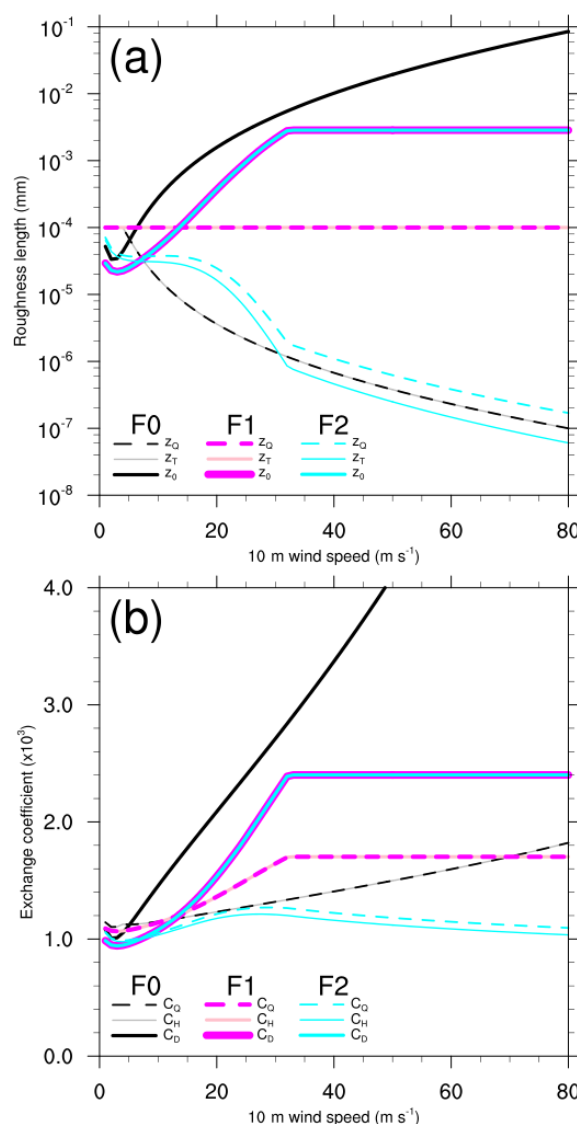 (a)
10⁻¹
10⁻²
10⁻³
10⁻⁴
10⁻⁵
10⁻⁶
10⁻⁷
10⁻⁸
Roughness length (mm)
F0 F1 F2
z_Q z_Q z_Q
z_T z_T z_T
z_0 z_0 z_0
0 20 40 60 80
10 m wind speed (m s⁻¹)
(b)
4.0
3.0
2.0
1.0
0.0
Exchange coefficient (x10³)
F0 F1 F2
C_Q C_Q C_Q
C_H C_H C_H
C_D C_D C_D
0 20 40 60 80
10 m wind speed (m s⁻¹)